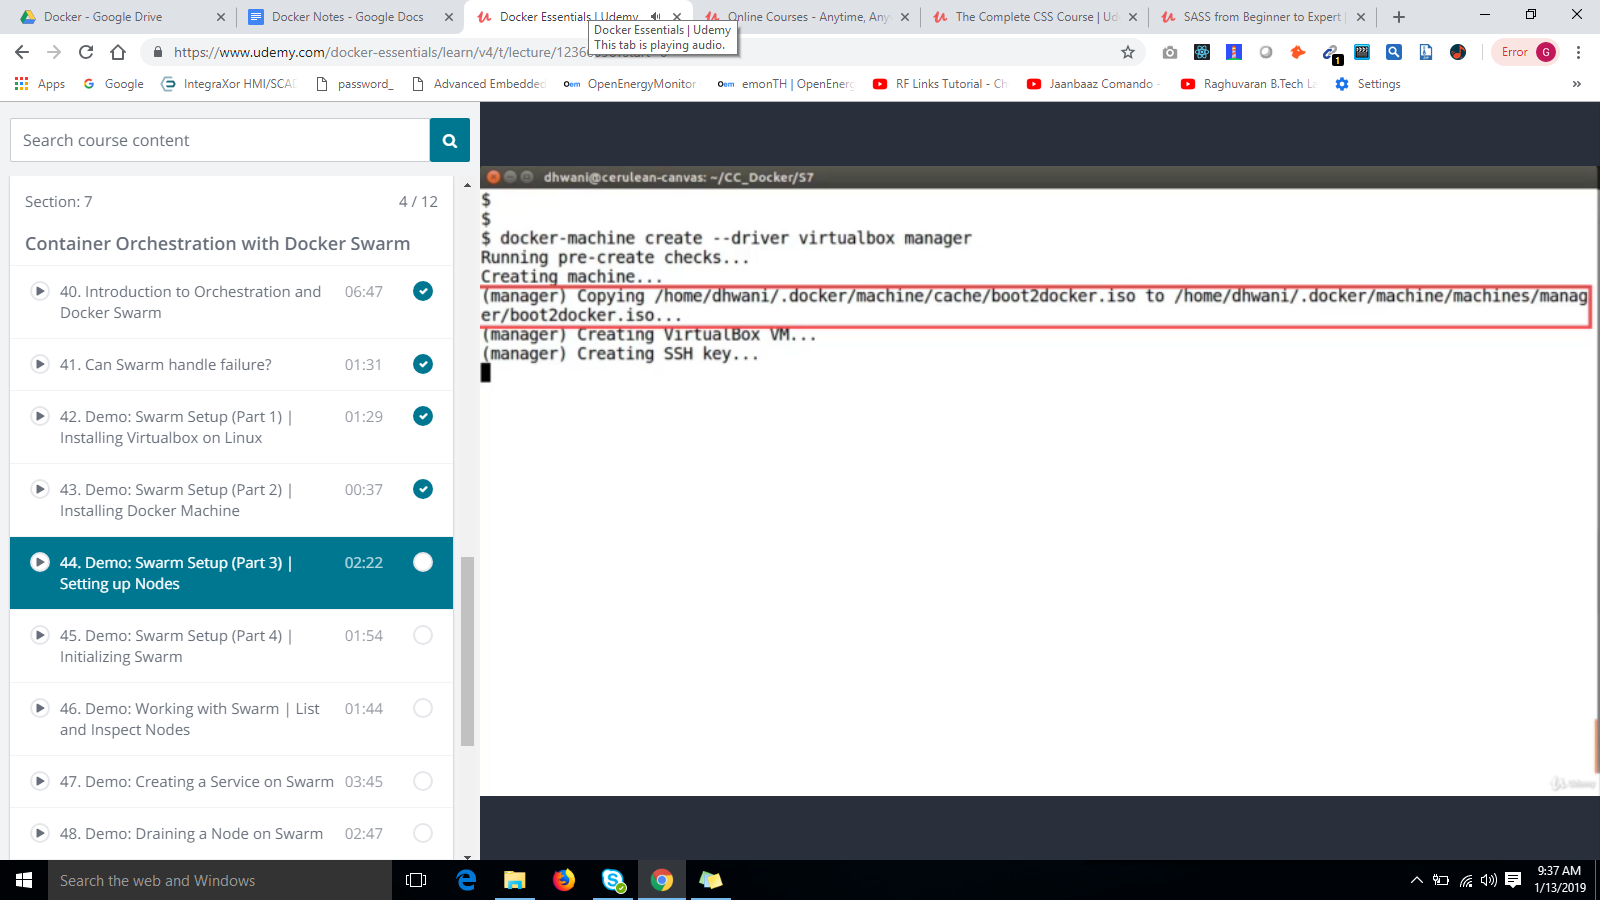 Docker - Google Drive
Docker Notes - Google Docs
Docker Essentials | Udemy
Online Courses - Anytime, Any
The Complete CSS Course | Ud
SASS from Beginner to Expert |
Docker Essentials | Udemy
This tab is playing audio.
https://www.udemy.com/docker-essentials/learn/v4/t/lecture/1236
1
Error
G
Apps
Google
IntegraXor HMI/SCAD
password_
Advanced Embedded
OpenEnergyMonitor
emonTH | OpenEnerg
RF Links Tutorial - Ch
Jaanbaaz Comando -
Raghuvaran B.Tech La
Settings
»
Search course content
Section: 7
4 / 12
Container Orchestration with Docker Swarm
40. Introduction to Orchestration and
Docker Swarm
06:47
41. Can Swarm handle failure?
01:31
42. Demo: Swarm Setup (Part 1) |
Installing Virtualbox on Linux
01:29
43. Demo: Swarm Setup (Part 2) |
Installing Docker Machine
00:37
44. Demo: Swarm Setup (Part 3) |
Setting up Nodes
02:22
45. Demo: Swarm Setup (Part 4) |
Initializing Swarm
01:54
46. Demo: Working with Swarm | List
and Inspect Nodes
01:44
47. Demo: Creating a Service on Swarm
03:45
48. Demo: Draining a Node on Swarm
02:47
dhwani@cerulean-canvas: ~/CC_Docker/S7
$
$
$ docker-machine create --driver virtualbox manager
Running pre-create checks...
Creating machine...
(manager) Copying /home/dhwani/.docker/machine/cache/boot2docker.iso to /home/dhwani/.docker/machine/machines/manag
er/boot2docker.iso...
(manager) Creating VirtualBox VM...
(manager) Creating SSH key...
Udemy
Search the web and Windows
9:37 AM
1/13/2019